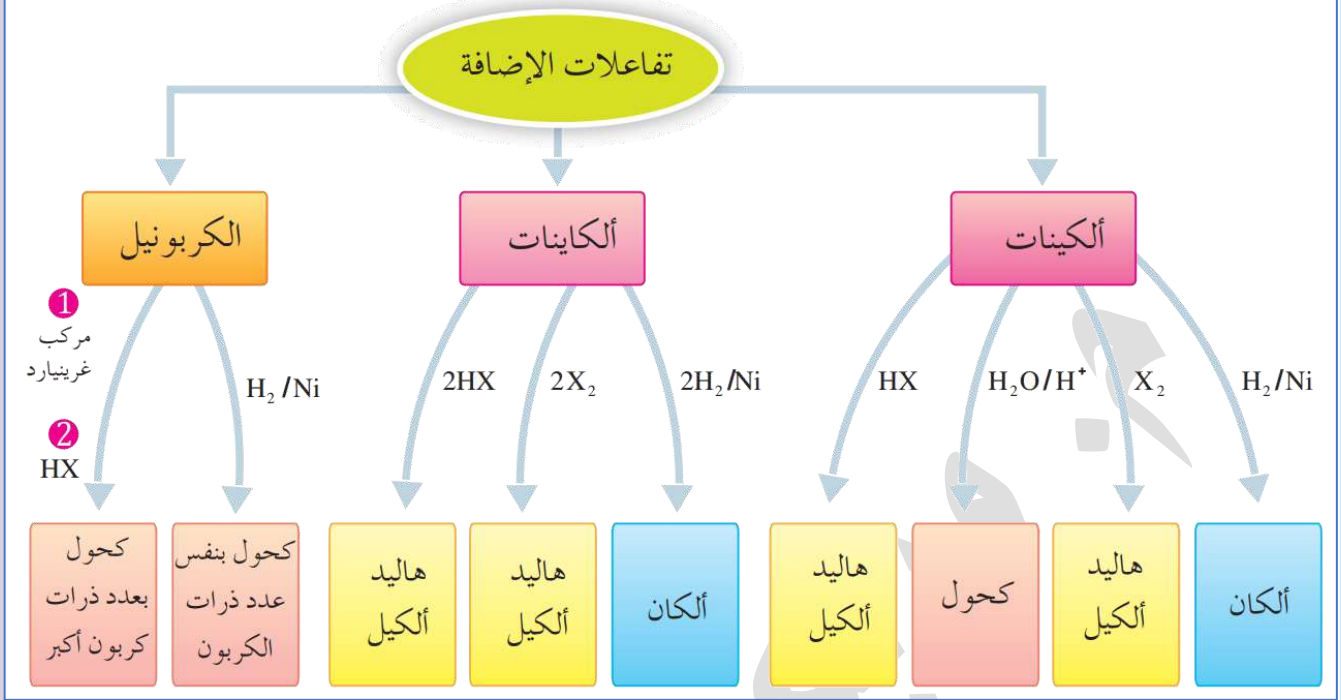 تفاعلات الإضافة
ألكينات
ألكاينات
الكربونيل
H₂/Ni
X₂
H₂O/H⁺
HX
2H₂/Ni
2X₂
2HX
H₂/Ni
1
مركب
غرينيارد
2
HX
ألكان
هاليد
ألكيل
كحول
هاليد
ألكيل
ألكان
هاليد
ألكيل
هاليد
ألكيل
كحول بنفس
عدد ذرات
الكربون
كحول
بعدد ذرات
كربون أكبر